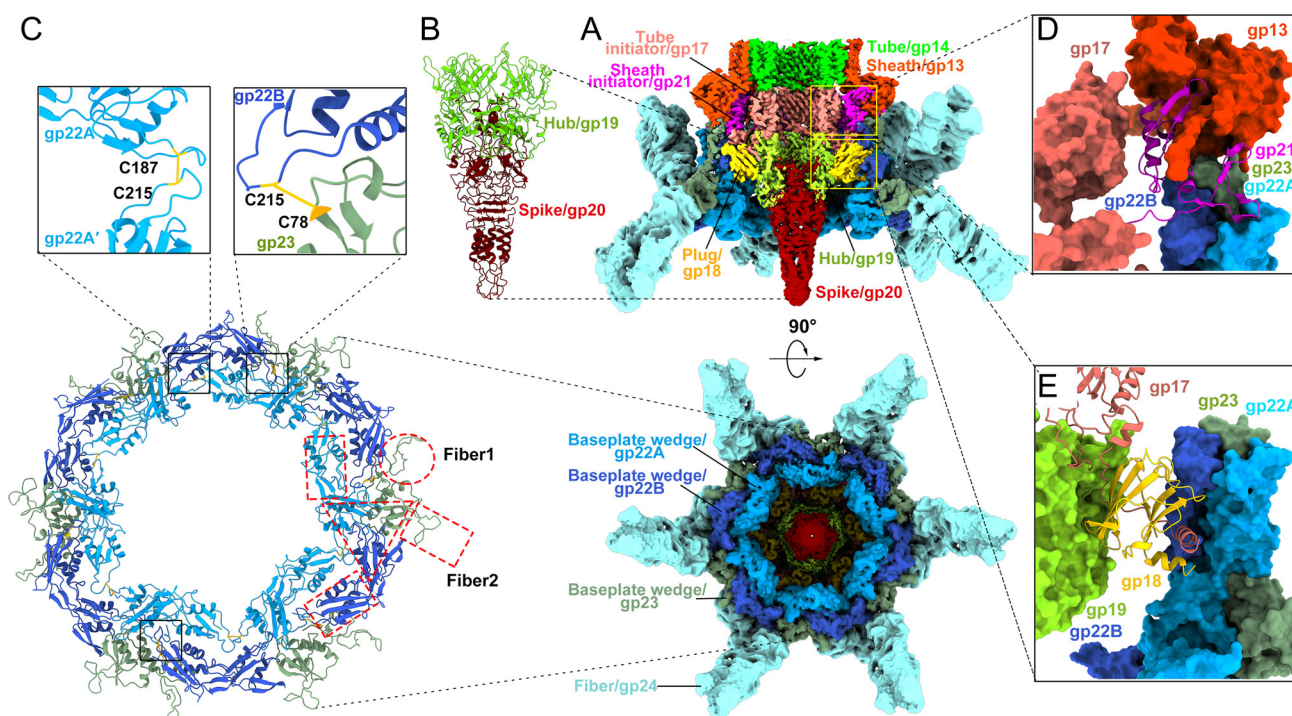 C
gp22A
C187
C215
gp22A′
gp22B
C215
C78
gp23
B
Hub/gp19
Spike/gp20
A
Tube
initiator/gp17
Sheath
initiator/gp21
Tube/gp14
Sheath/gp13
Plug/
gp18
Hub/gp19
Spike/gp20
90°
D
gp13
gp17
gp21
gp23
gp22A
gp22B
Fiber1
Fiber2
Baseplate wedge/
gp22A
Baseplate wedge/
gp22B
Baseplate wedge/
gp23
Fiber/gp24
E
gp17
gp23
gp22A
gp18
gp19
gp22B